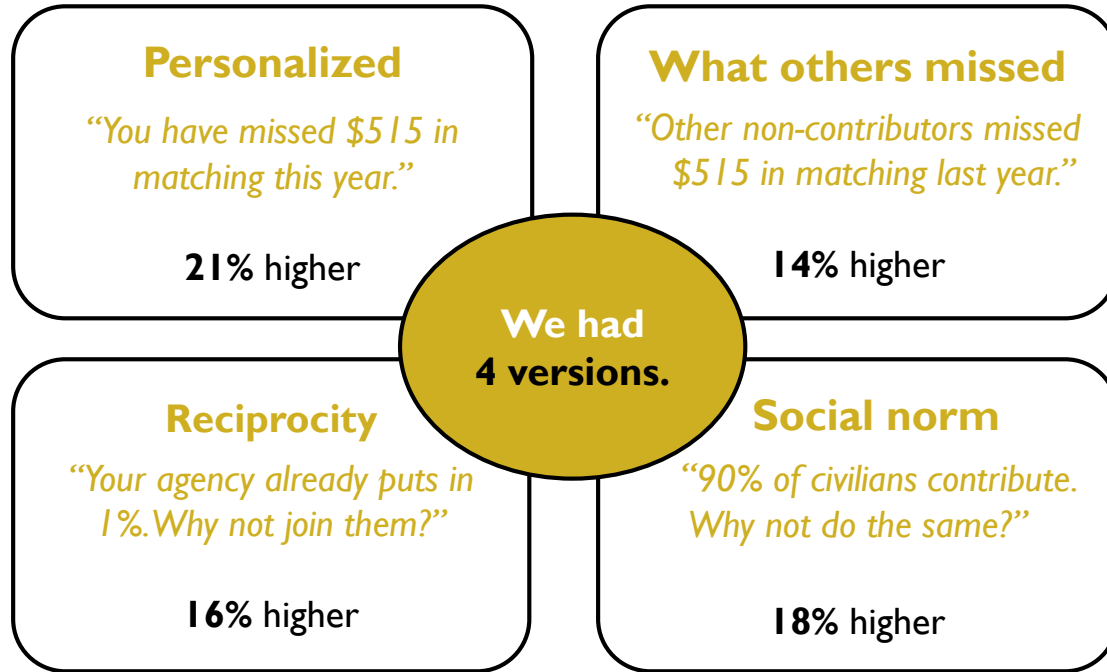 Personalized
“You have missed $515 in
matching this year.”
21% higher
What others missed
“Other non-contributors missed
$515 in matching last year.”
14% higher
We had
4 versions.
Reciprocity
“Your agency already puts in
1%. Why not join them?”
16% higher
Social norm
“90% of civilians contribute.
Why not do the same?”
18% higher